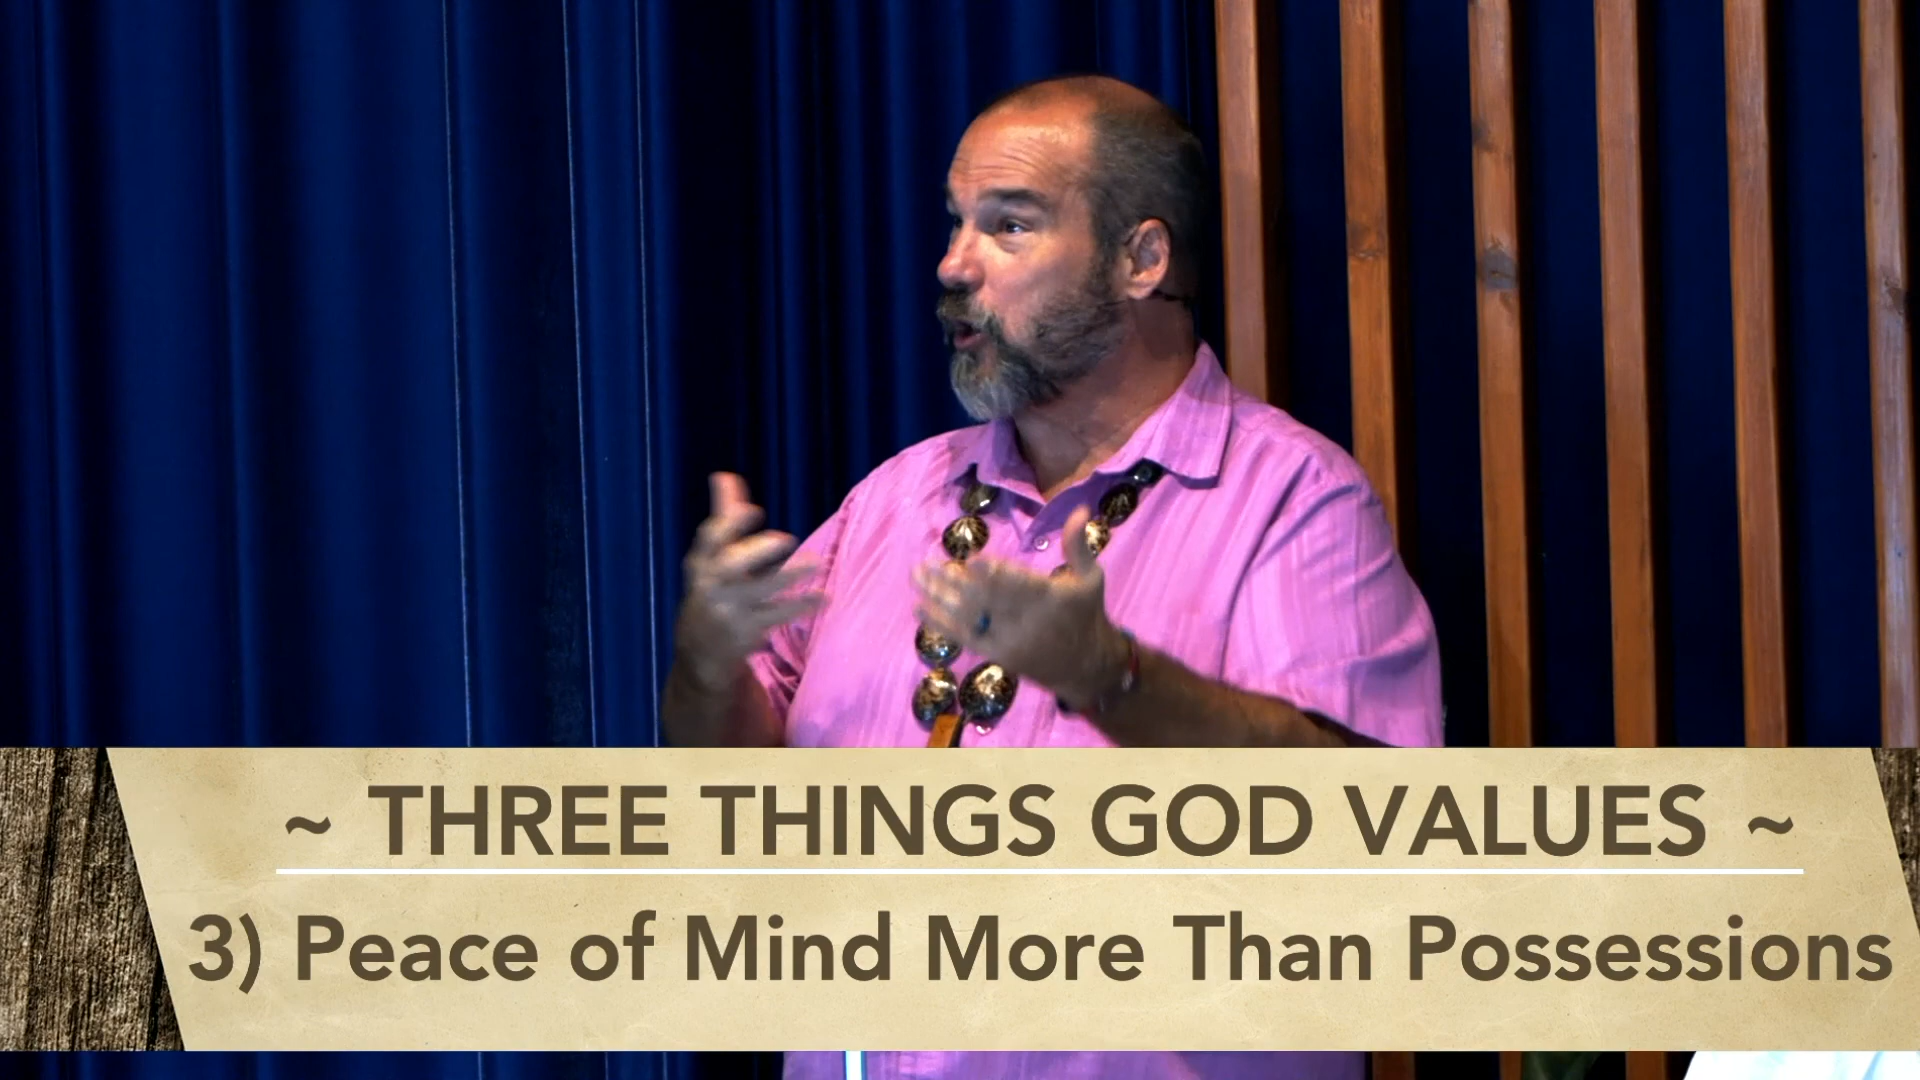 ~ THREE THINGS GOD VALUES ~
3) Peace of Mind More Than Possessions